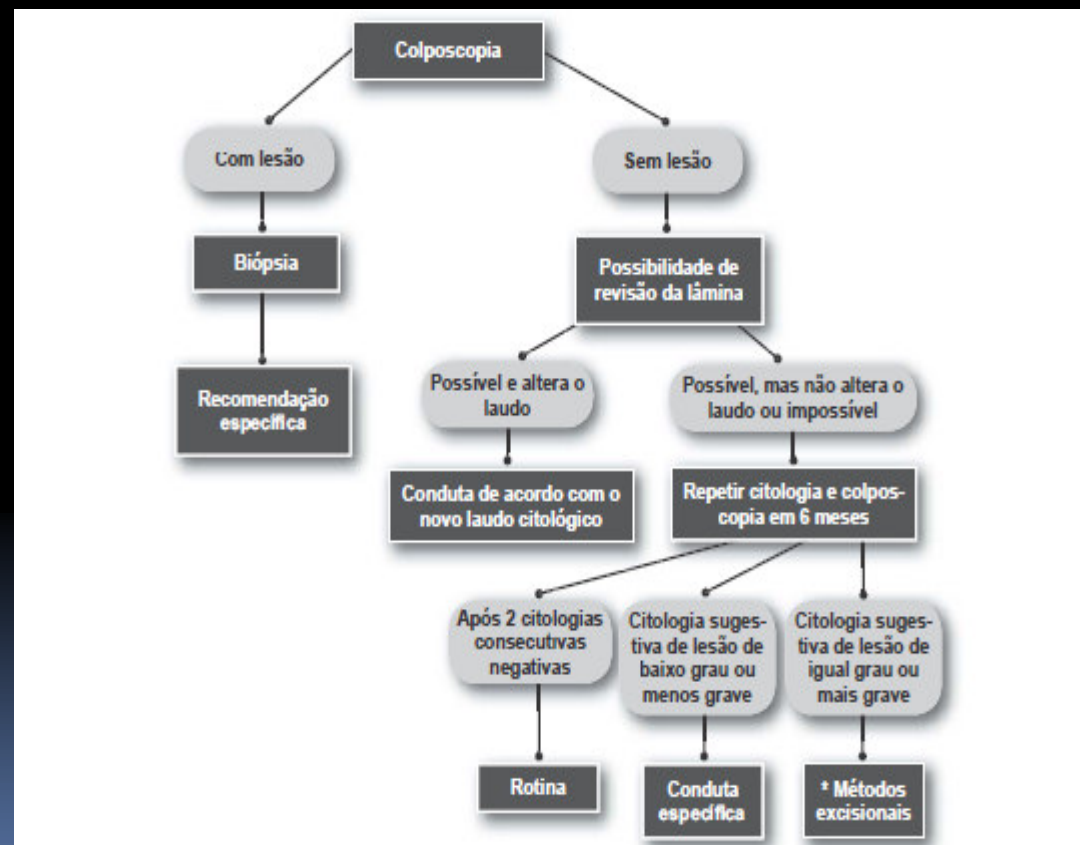 Colposcopia
Com lesão
Sem lesão
Biópsia
Possibilidade de
revisão da lâmina
Recomendação
específica
Possível e altera o
laudo
Possível, mas não altera o
laudo ou impossível
Conduta de acordo com o
novo laudo citológico
Repetir citologia e colpos-
copia em 6 meses
Após 2 citologias
consecutivas
negativas
Citologia suges-
tiva de lesão de
baixo grau ou
menos grave
Citologia suges-
tiva de lesão de
igual grau ou
mais grave
Rotina
Conduta
específica
* Métodos
excisionais